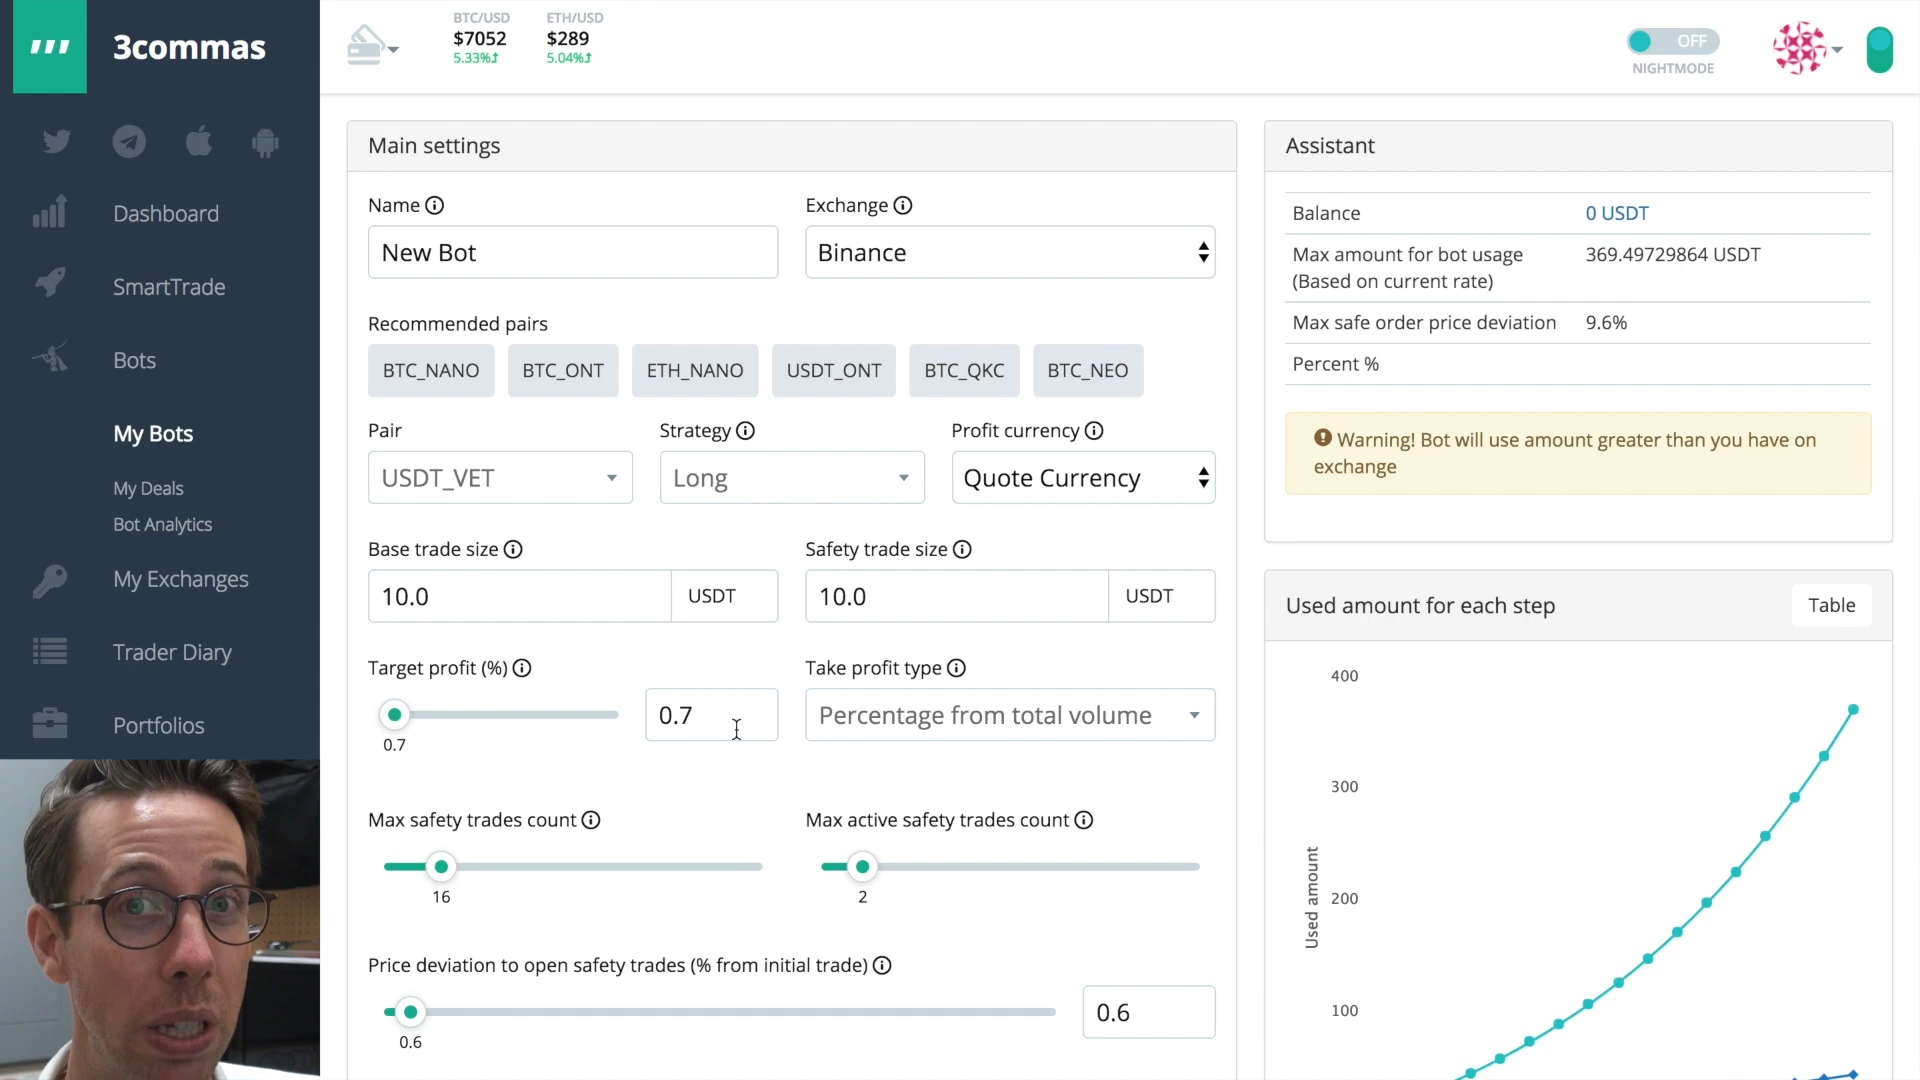 3commas
BTC/USD
$7052
5.33%
ETH/USD
$289
5.04%
OFF
NIGHTMODE
Dashboard
SmartTrade
Bots
My Bots
My Deals
Bot Analytics
My Exchanges
Trader Diary
Portfolios
Main settings
Name
New Bot
Exchange
Binance
Recommended pairs
BTC_NANO
BTC_ONT
ETH_NANO
USDT_ONT
BTC_QKC
BTC_NEO
Pair
USDT_VET
Strategy
Long
Profit currency
Quote Currency
Base trade size
10.0 USDT
Safety trade size
10.0 USDT
Target profit (%)
0.7
0.7
Take profit type
Percentage from total volume
Max safety trades count
16
Max active safety trades count
2
Price deviation to open safety trades (% from initial trade)
0.6
0.6
Assistant
Balance 0 USDT
Max amount for bot usage 369.49729864 USDT
(Based on current rate)
Max safe order price deviation 9.6%
Percent %
Warning! Bot will use amount greater than you have on
exchange
Used amount for each step
Table
400
300
200
100
Used amount